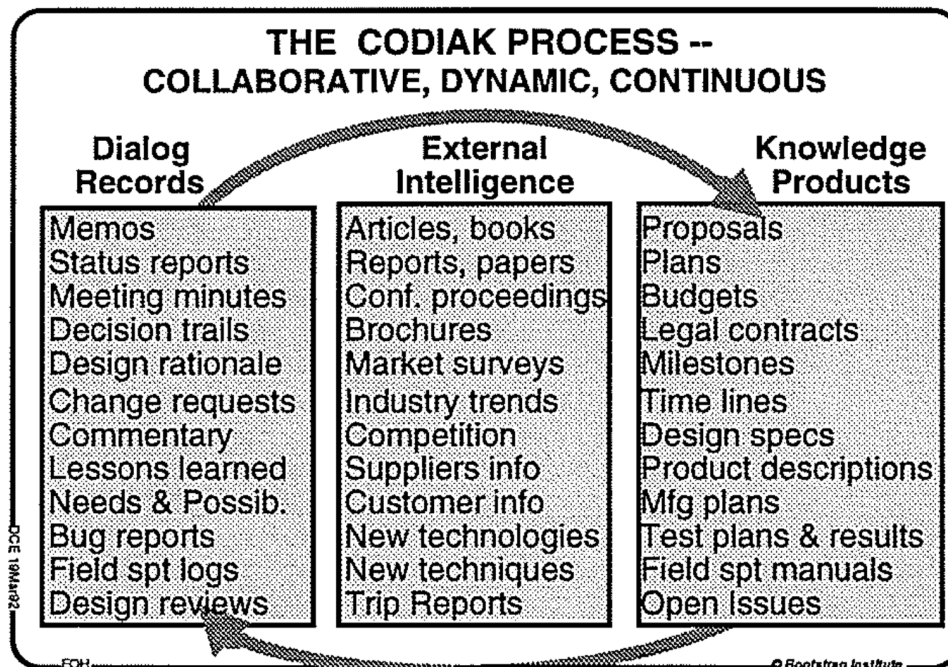 THE CODIAK PROCESS --
COLLABORATIVE, DYNAMIC, CONTINUOUS
Dialog
Records
Memos
Status reports
Meeting minutes
Decision trails
Design rationale
Change requests
Commentary
Lessons learned
Needs & Possib.
Bug reports
Field spt logs
Design reviews
External
Intelligence
Articles, books
Reports, papers
Conf. proceedings
Brochures
Market surveys
Industry trends
Competition
Suppliers info
Customer info
New technologies
New techniques
Trip Reports
Knowledge
Products
Proposals
Plans
Budgets
Legal contracts
Milestones
Time lines
Design specs
Product descriptions
Mfg plans
Test plans & results
Field spt manuals
Open Issues
DCE 19Mar92
© Bootstrap Institute